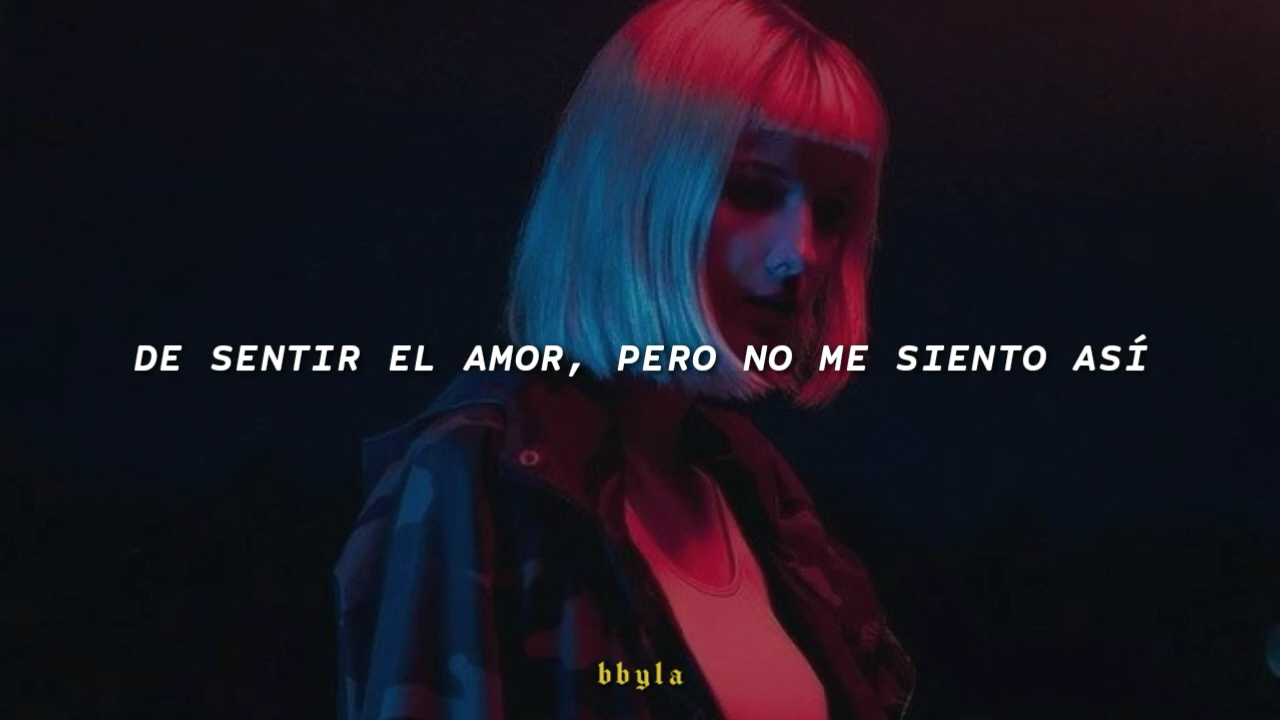 DE SENTIR EL AMOR, PERO NO ME SIENTO ASÍ
bbyla